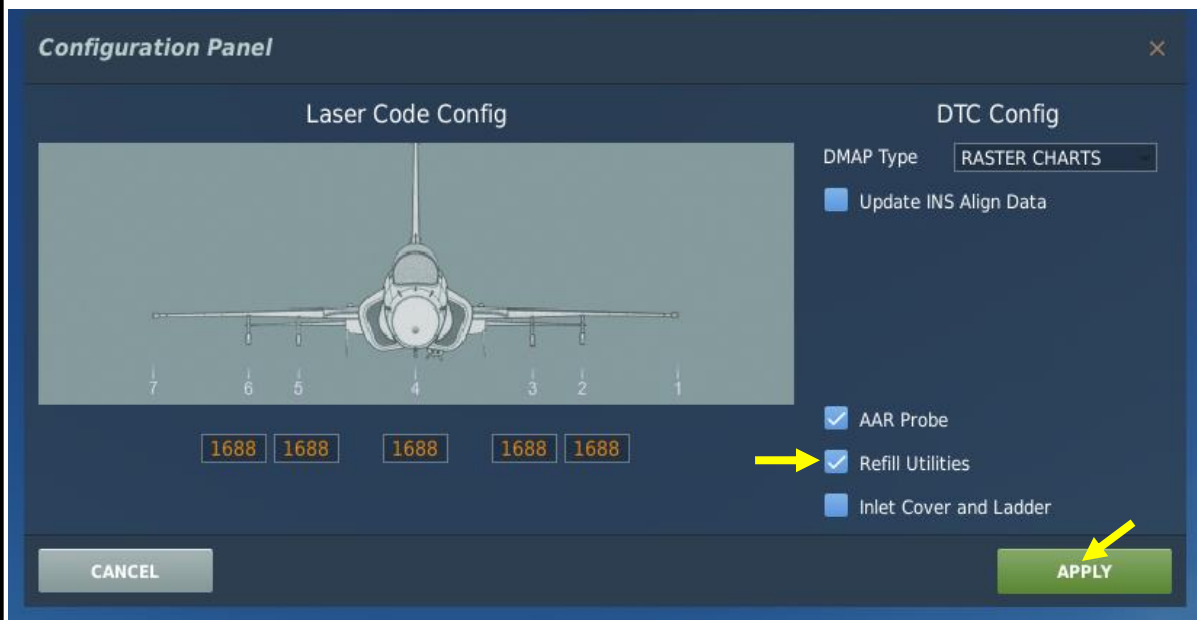 Configuration Panel ×
Laser Code Config
7 6 5 4 3 2 1
1688 1688 1688 1688 1688
DTC Config
DMAP Type RASTER CHARTS
Update INS Align Data
AAR Probe
Refill Utilities
Inlet Cover and Ladder
CANCEL
APPLY